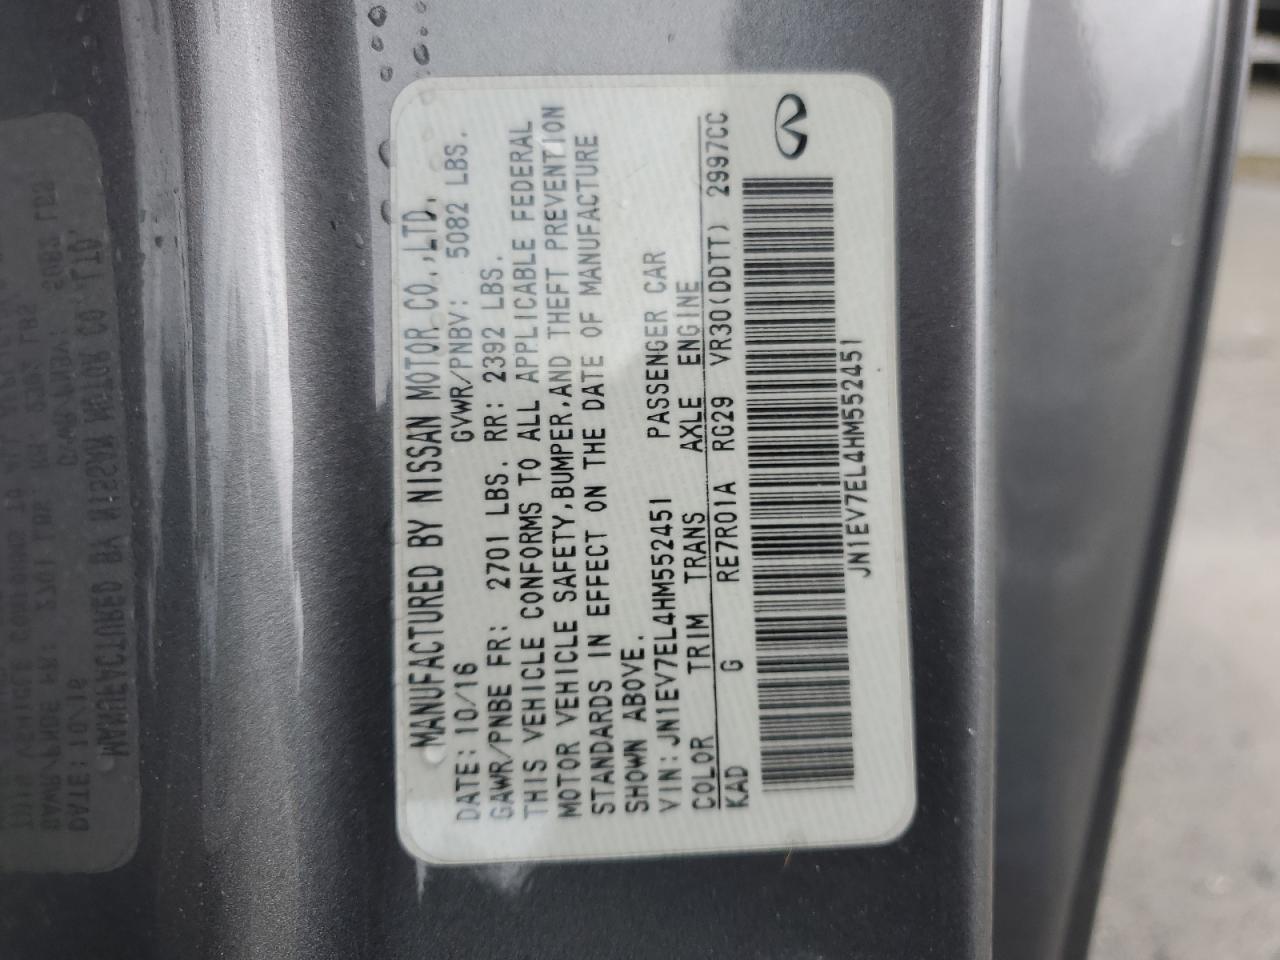 MANUFACTURED BY NISSAN MOTOR CO.,LTD.
DATE: 10/16 GVWR/PNBV: 5082 LBS.
GAWR/PNBE FR: 2701 LBS. RR: 2392 LBS.
THIS VEHICLE CONFORMS TO ALL APPLICABLE FEDERAL
MOTOR VEHICLE SAFETY,BUMPER,AND THEFT PREVENTION
STANDARDS IN EFFECT ON THE DATE OF MANUFACTURE
SHOWN ABOVE.
VIN: JN1EV7EL4HM552451 PASSENGER CAR
COLOR TRIM TRANS AXLE ENGINE
KAD G RE7R01A RG29 VR30(DDTT) 2997CC
JN1EV7EL4HM552451